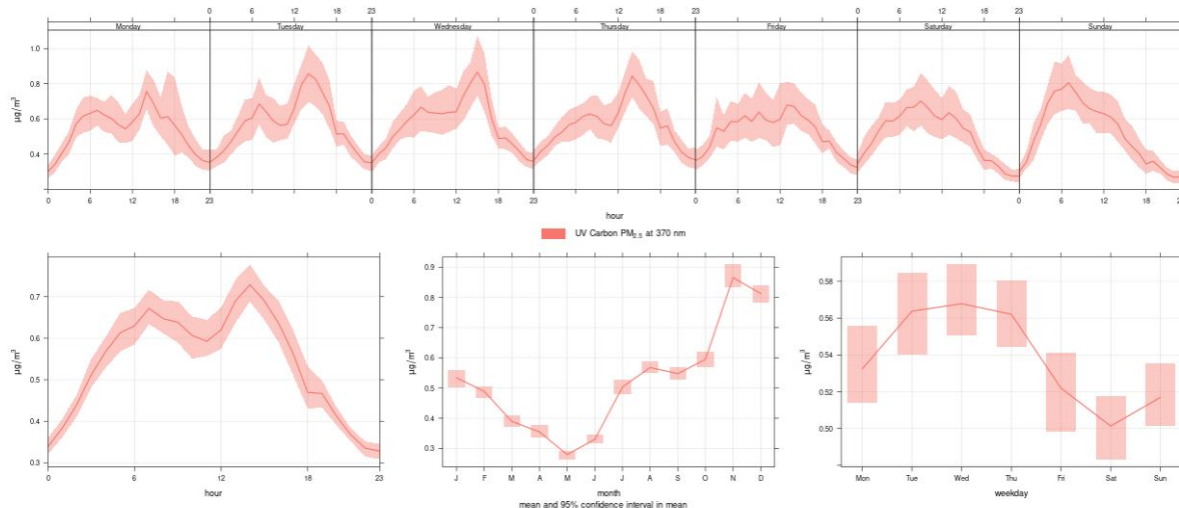 0 6 12 18 23 0 6 12 18 23 0 6 12 18 23
Monday Tuesday Wednesday Thursday Friday Saturday Sunday
1.0
0.8
0.6
0.4
μg/m³
0 6 12 18 23 0 6 12 18 23 0 6 12 18 23 0 6 12 18 23
hour
UV Carbon PM2.5 at 370 nm
0.7
0.6
0.5
0.4
0.3
μg/m³
0 6 12 18 23
hour
0.9
0.8
0.7
0.6
0.5
0.4
0.3
μg/m³
J F M A M J J A S O N D
month
mean and 95% confidence interval in mean
0.58
0.56
0.54
0.52
0.50
μg/m³
Mon Tue Wed Thu Fri Sat Sun
weekday